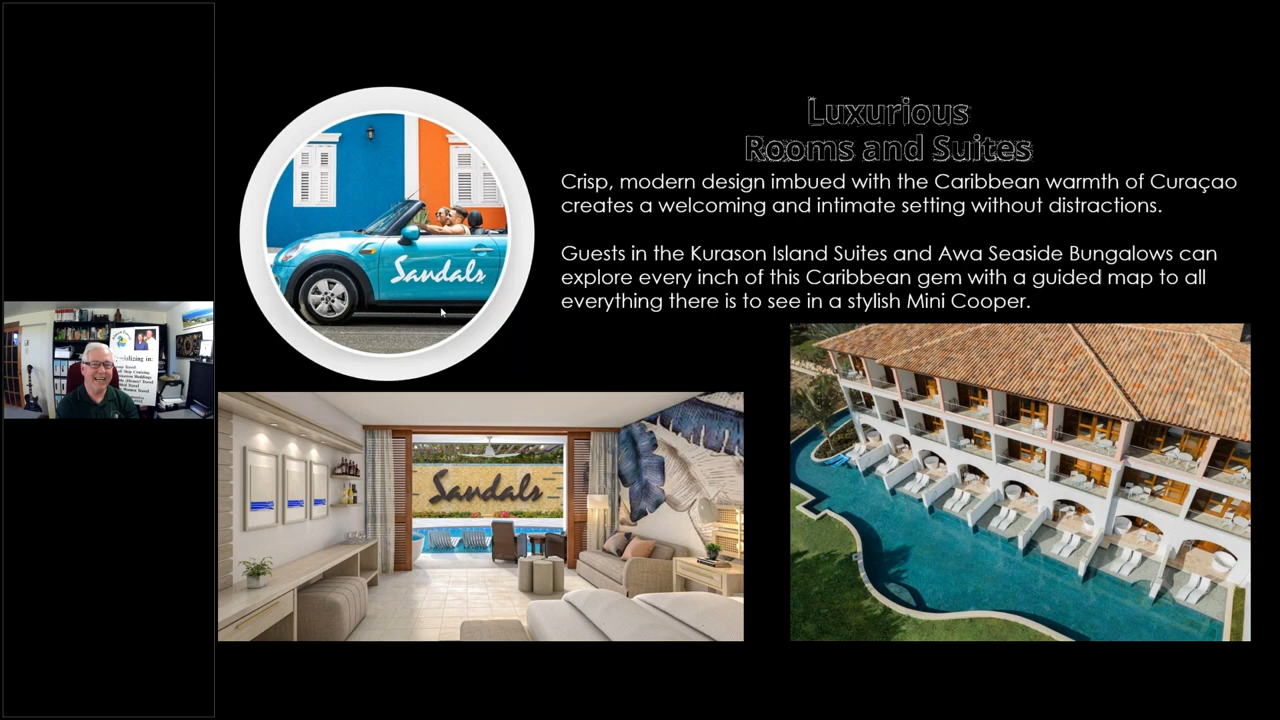 Luxurious
Rooms and Suites
Crisp, modern design imbued with the Caribbean warmth of Curaçao
creates a welcoming and intimate setting without distractions.
Guests in the Kurason Island Suites and Awa Seaside Bungalows can
explore every inch of this Caribbean gem with a guided map to all
everything there is to see in a stylish Mini Cooper.
Sandals
Sandals